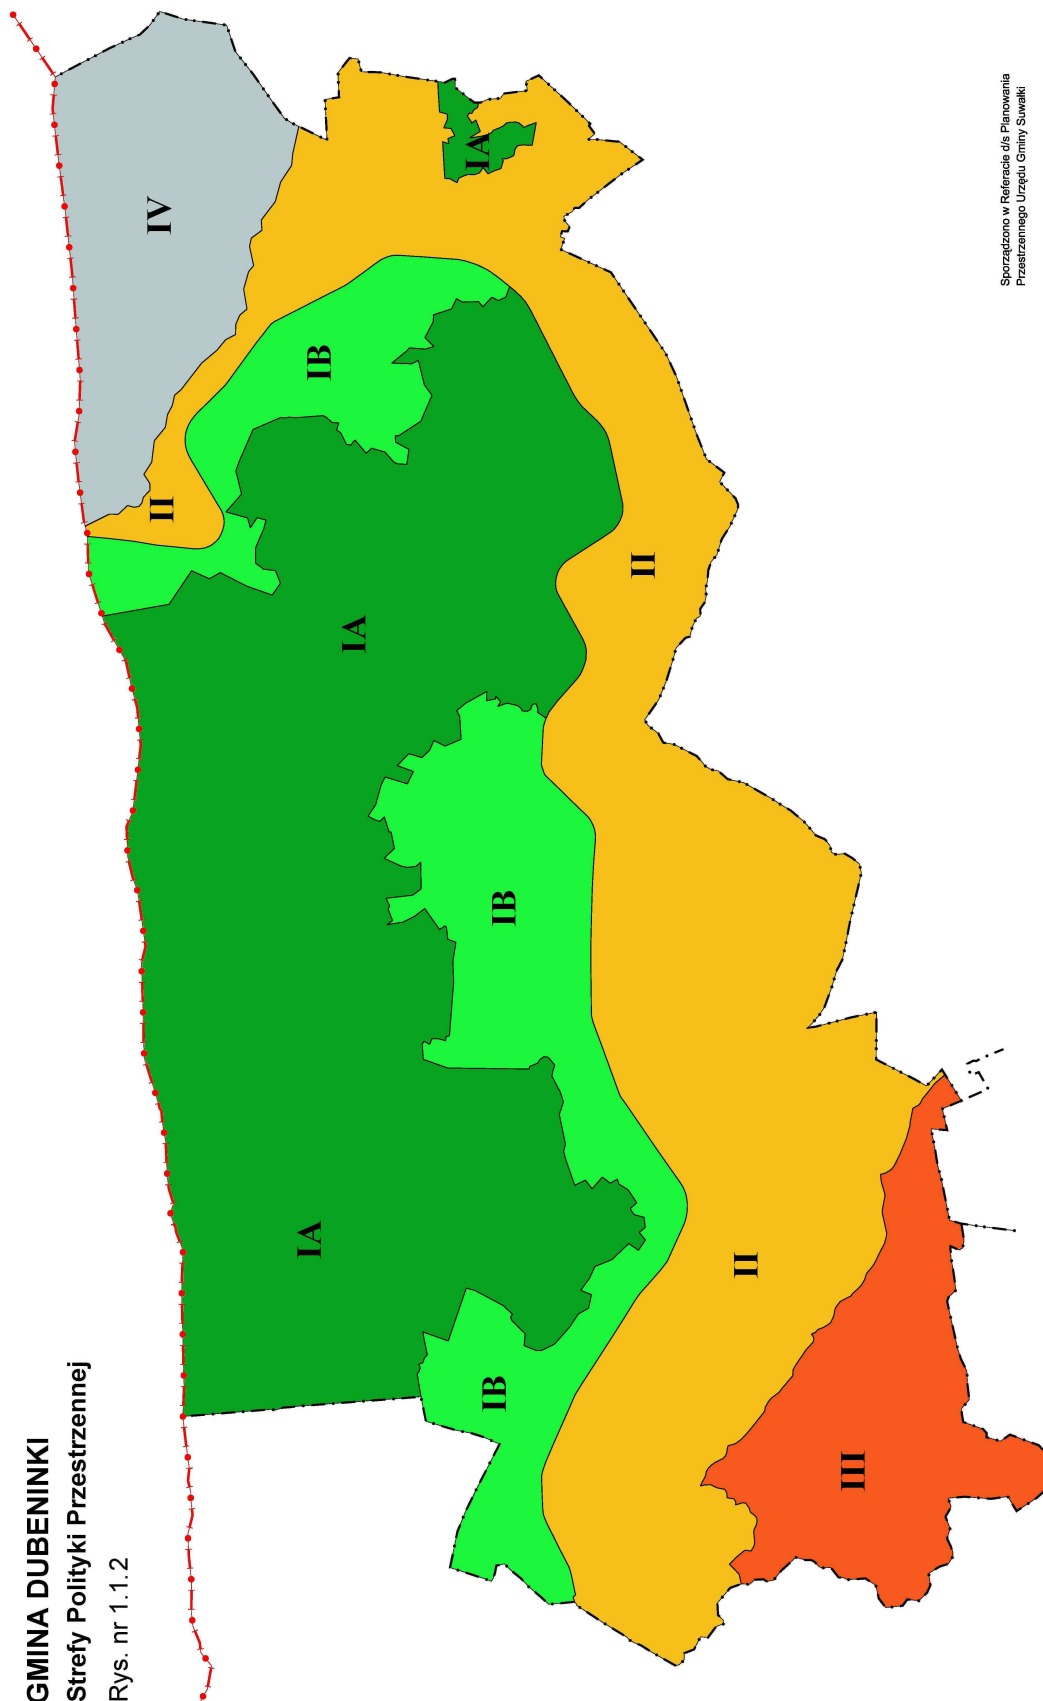 GMINA DUBENINKI
Strefy Polityki Przestrzennej
Rys. nr 1.1.2
IA
IA
IB
IB
IB
II
IV
IA
II
II
III
Sporządzono w Referacie d/s Planowania
Przestrzennego Urzędu Gminy Suwałki